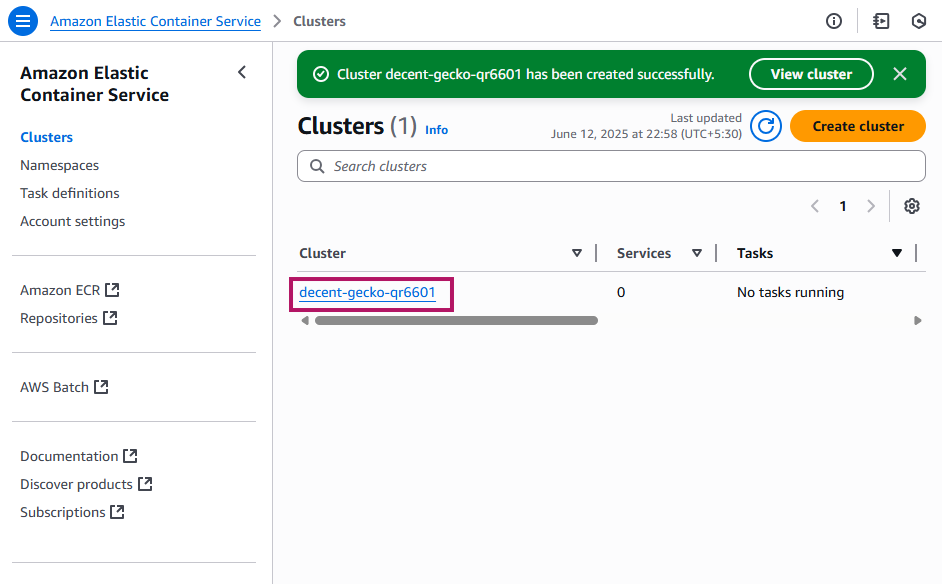 Amazon Elastic Container Service > Clusters
Amazon Elastic
Container Service
Clusters
Namespaces
Task definitions
Account settings
Amazon ECR
Repositories
AWS Batch
Documentation
Discover products
Subscriptions
Cluster decent-gecko-qr6601 has been created successfully.
View cluster
Clusters (1) Info
Last updated
June 12, 2025 at 22:58 (UTC+5:30)
Create cluster
Search clusters
1
Cluster Services Tasks
decent-gecko-qr6601 0 No tasks running